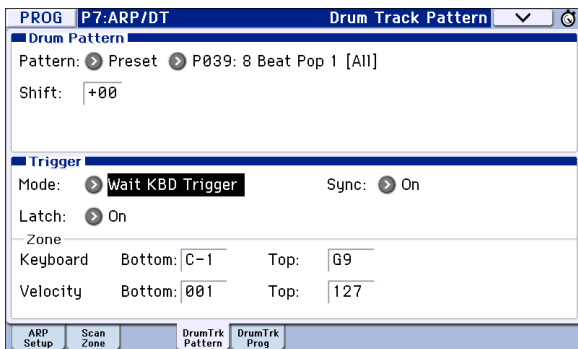 PROG P7:ARP/DT Drum Track Pattern
Drum Pattern
Pattern: Preset P039: 8 Beat Pop 1 [All]
Shift: +00
Trigger
Mode: Wait KBD Trigger Sync: On
Latch: On
Zone
Keyboard Bottom: C-1 Top: G9
Velocity Bottom: 001 Top: 127
ARP Setup Scan Zone DrumTrk Pattern DrumTrk Prog